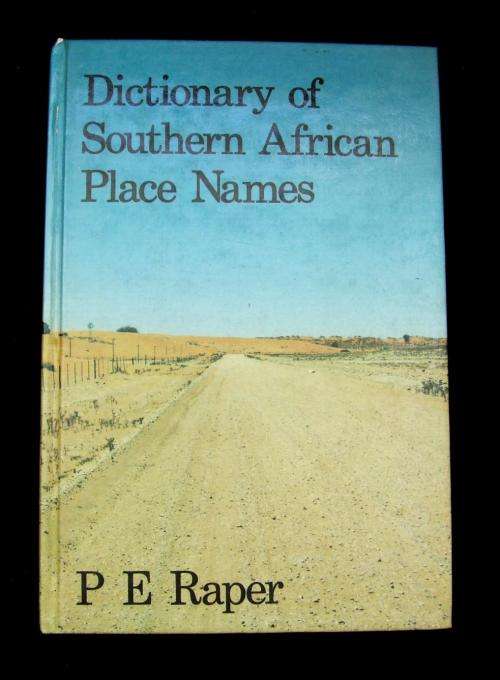 Dictionary of
Southern African
Place Names
P E Raper